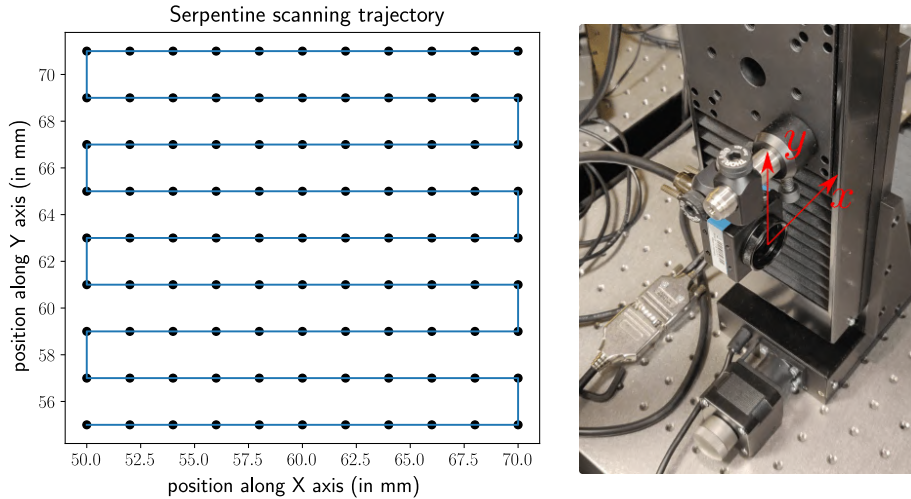 Serpentine scanning trajectory
position along Y axis (in mm)
70
68
66
64
62
60
58
56
50.0 52.5 55.0 57.5 60.0 62.5 65.0 67.5 70.0
position along X axis (in mm)
y
x